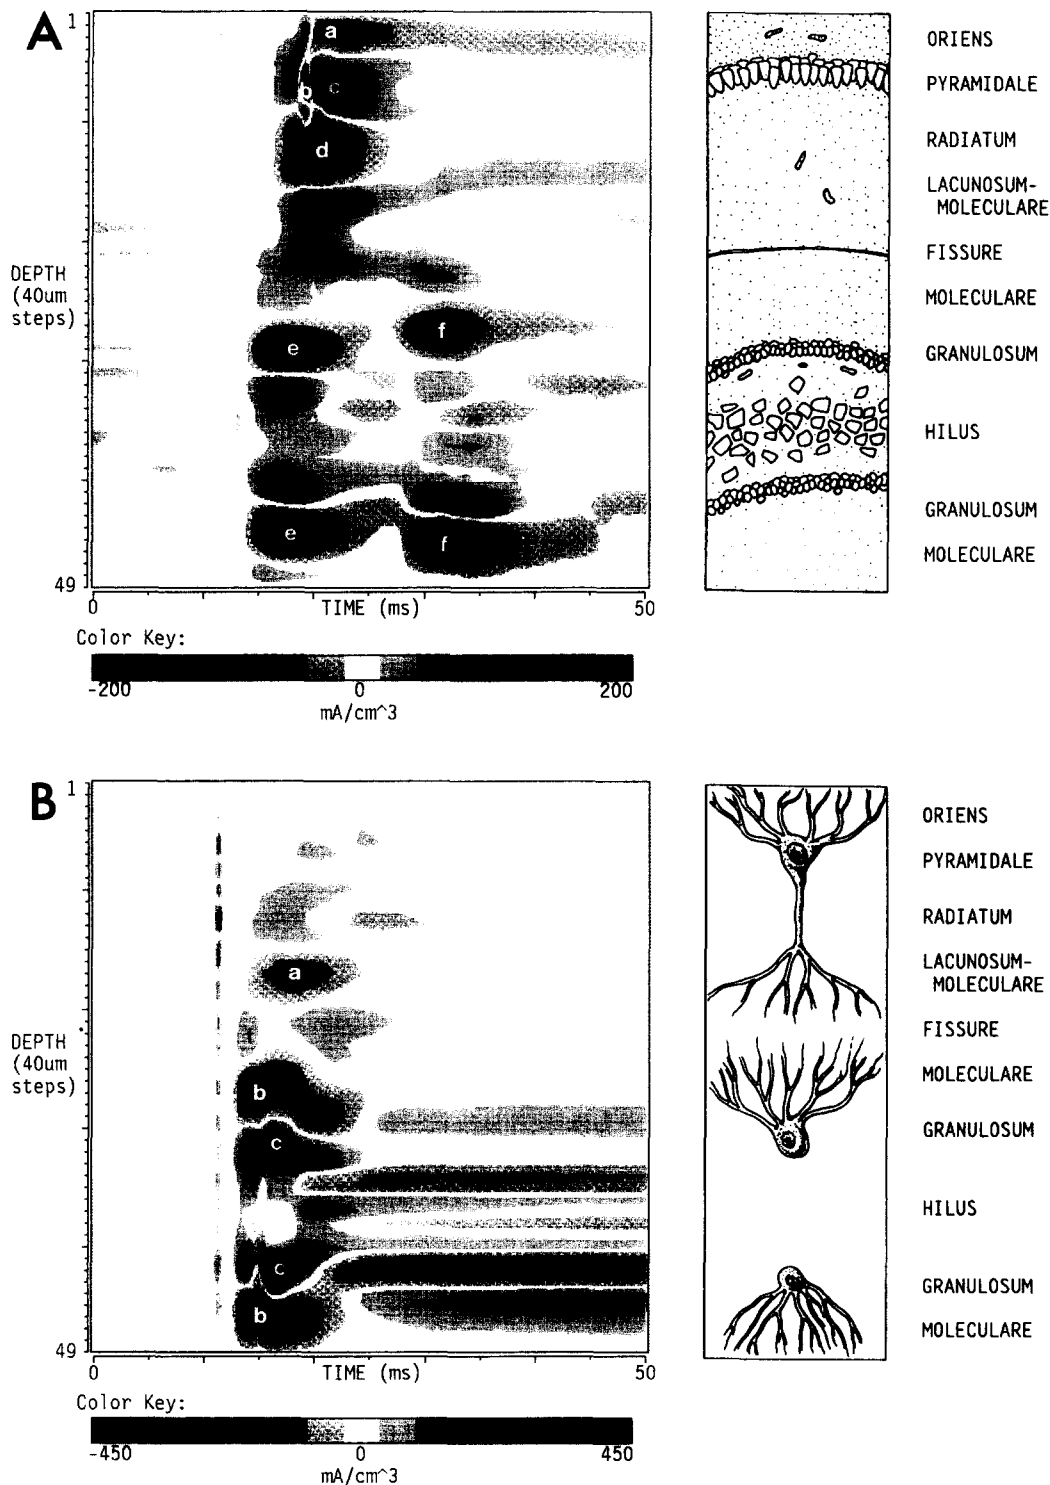 A
1
a
b
c
d
e
f
e
f
DEPTH
(40um
steps)
49
0
TIME (ms)
50
Color Key:
-200
0
200
mA/cm^3
ORIENS
PYRAMIDALE
RADIATUM
LACUNOSUM-
MOLECULARE
FISSURE
MOLECULARE
GRANULOSUM
HILUS
GRANULOSUM
MOLECULARE
B
1
a
b
c
c
b
DEPTH
(40um
steps)
49
0
TIME (ms)
50
Color Key:
-450
0
450
mA/cm^3
ORIENS
PYRAMIDALE
RADIATUM
LACUNOSUM-
MOLECULARE
FISSURE
MOLECULARE
GRANULOSUM
HILUS
GRANULOSUM
MOLECULARE